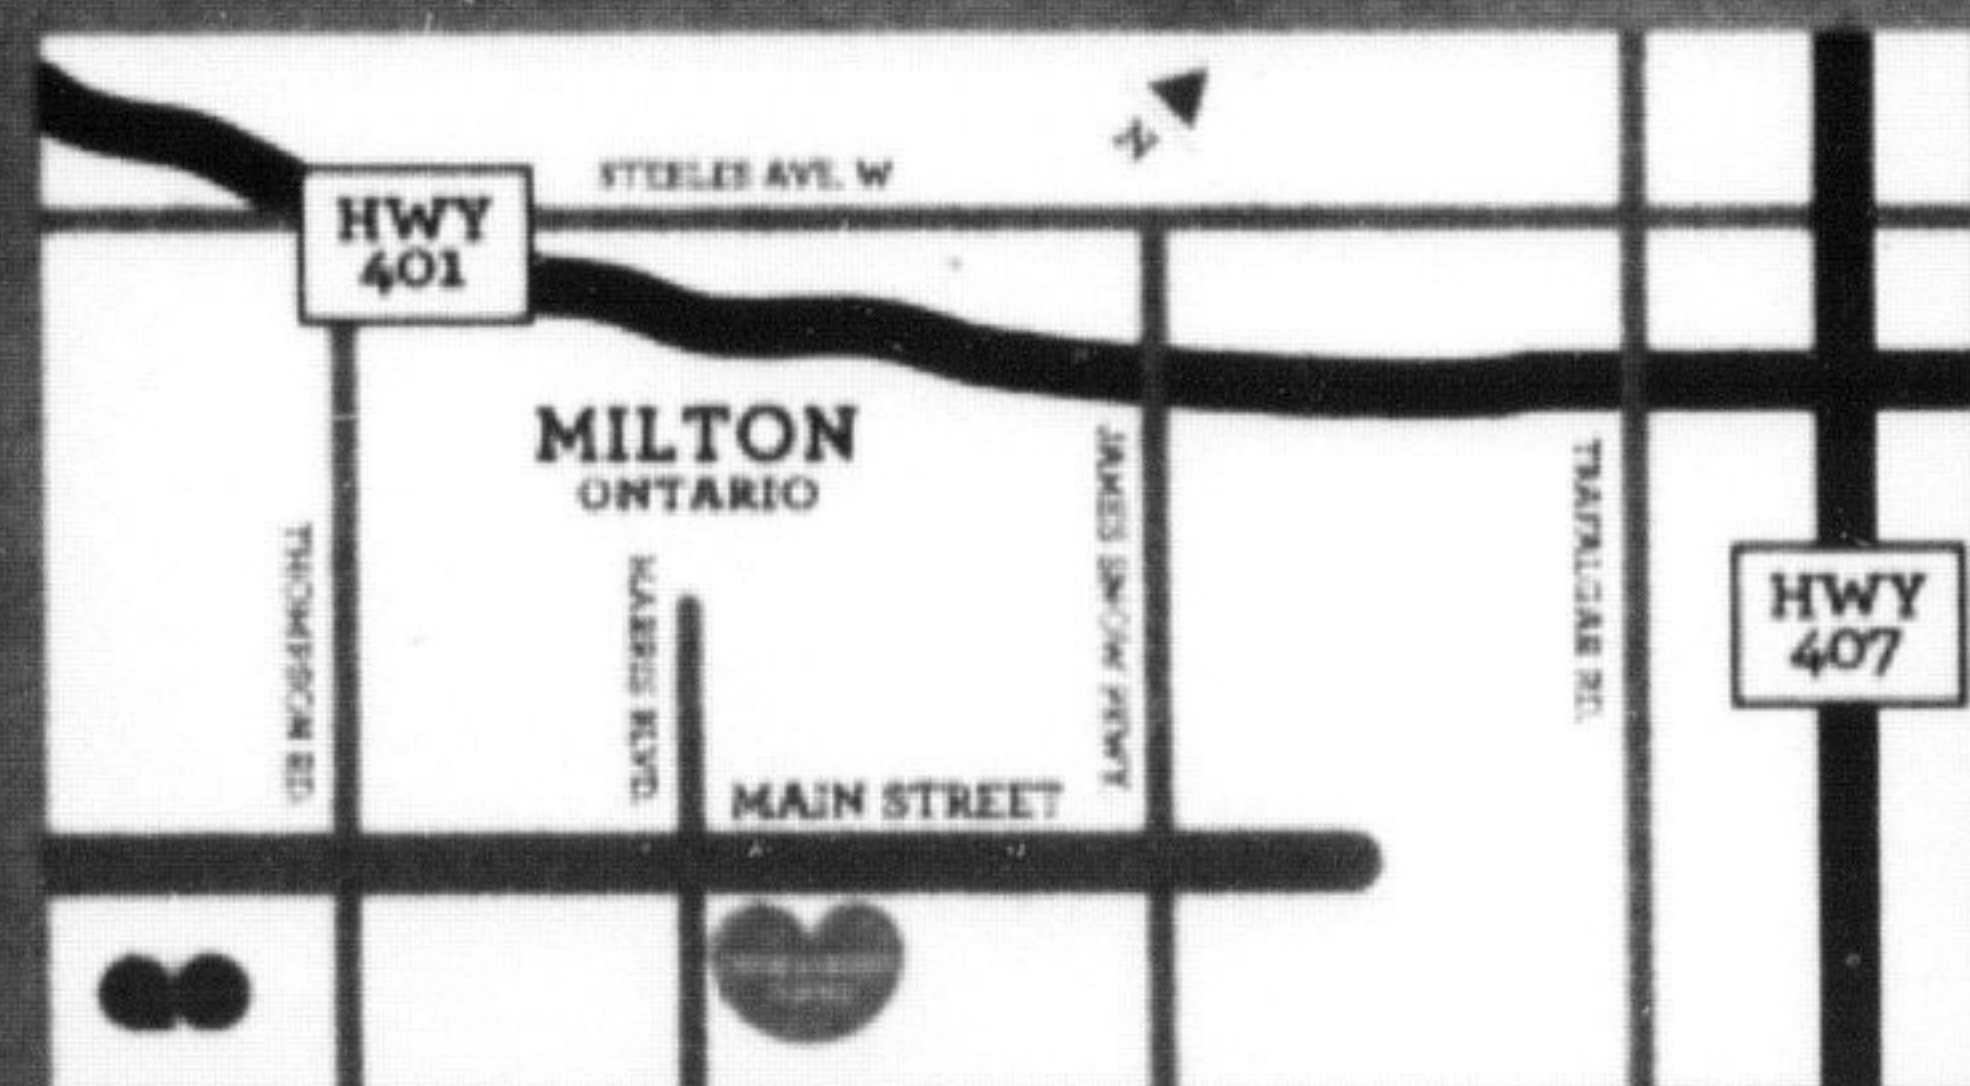 N
STEELES AVE. W
HWY
401
MILTON
ONTARIO
JAMES SNOW PKWY
TRAFALGAR RD.
THOMPSON RD.
HARRIS BLVD.
HWY
407
MAIN STREET